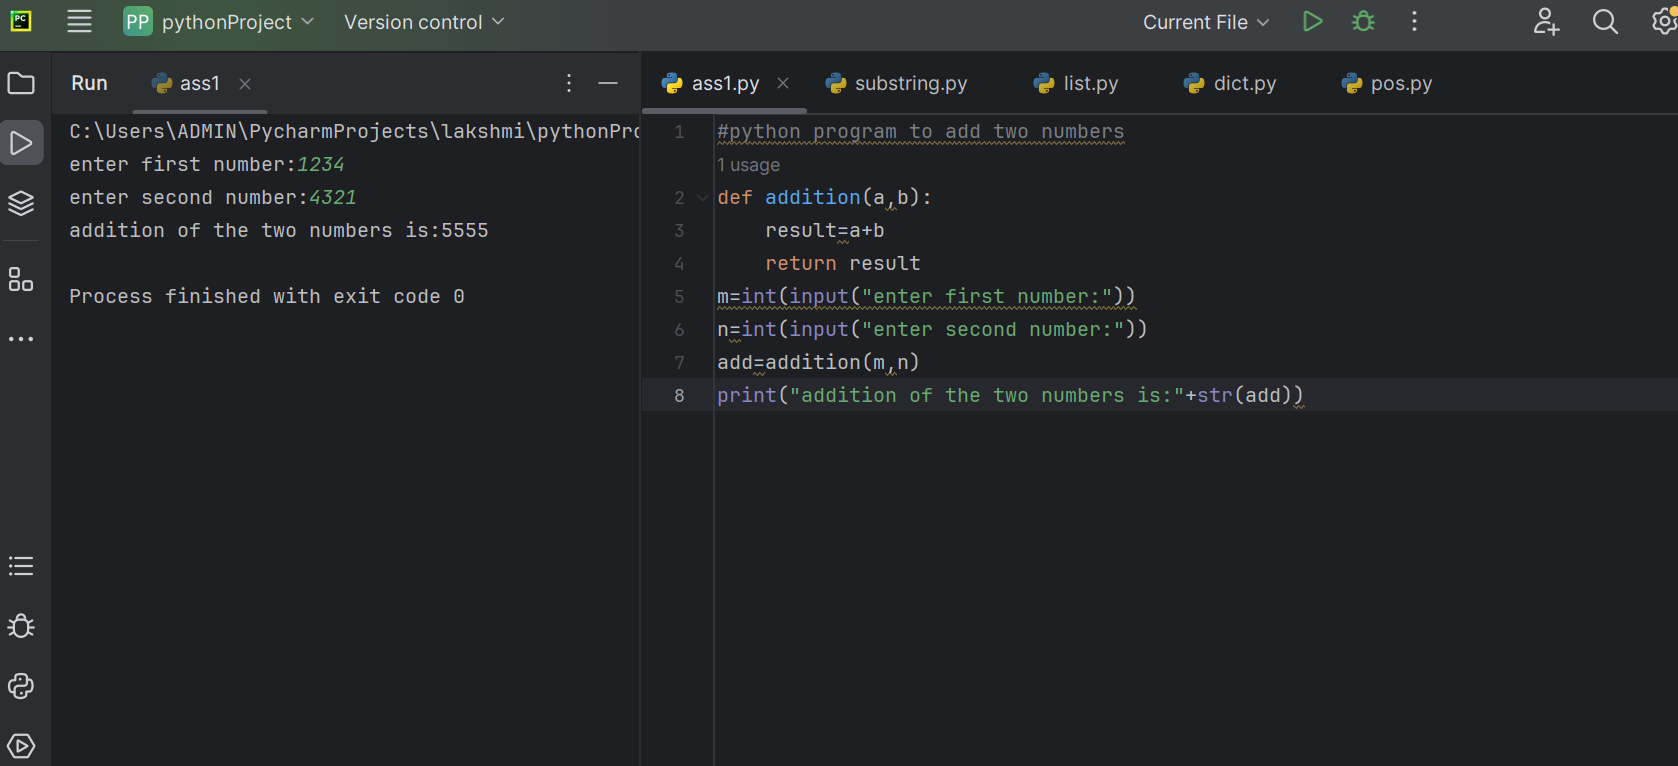 PC PP pythonProject Version control Current File
Run ass1
C:\Users\ADMIN\PycharmProjects\lakshmi\pythonPro
enter first number:1234
enter second number:4321
addition of the two numbers is:5555
Process finished with exit code 0
ass1.py substring.py list.py dict.py pos.py
1 #python program to add two numbers
1 usage
2 def addition(a,b):
3     result=a+b
4     return result
5 m=int(input("enter first number:"))
6 n=int(input("enter second number:"))
7 add=addition(m,n)
8 print("addition of the two numbers is:"+str(add))